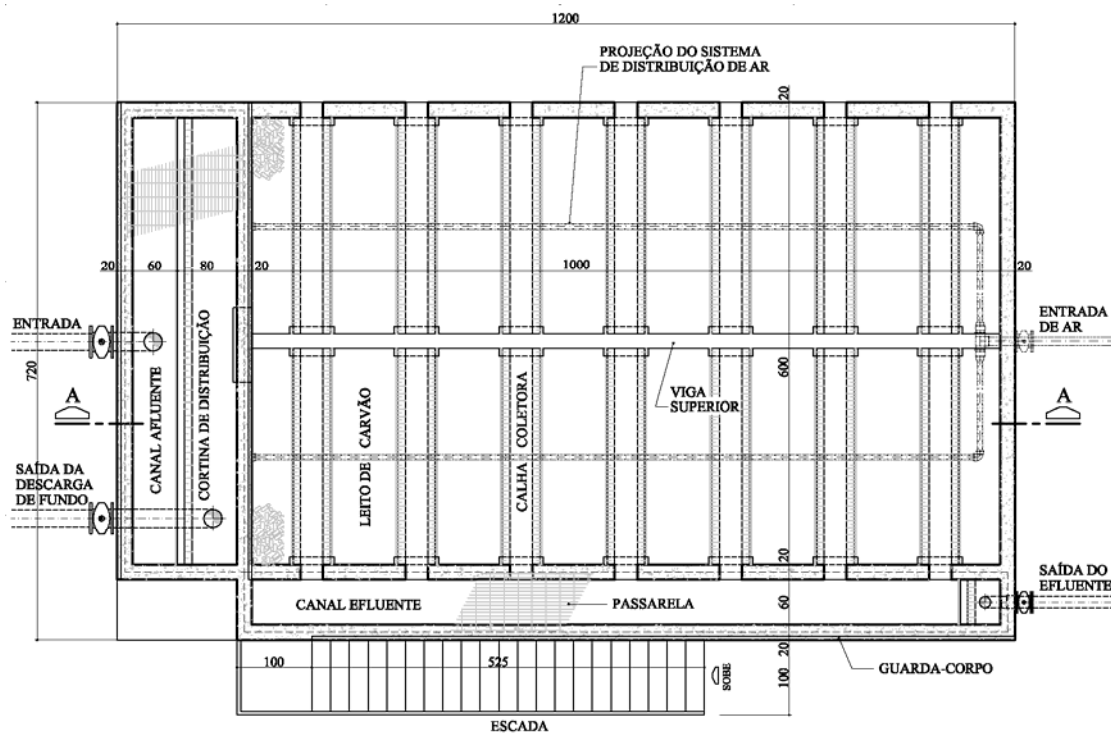 1200
PROJEÇÃO DO SISTEMA
DE DISTRIBUIÇÃO DE AR
20
20
60
80
20
1000
20
ENTRADA
720
CANAL AFLUENTE
CORTINA DE DISTRIBUIÇÃO
600
ENTRADA
DE AR
VIGA
SUPERIOR
A
A
LEITO DE CARVÃO
CALHA COLETORA
SAÍDA DA
DESCARGA
DE FUNDO
20
SAÍDA DO
EFLUENTE
CANAL EFLUENTE
PASSARELA
60
20
100
525
SOBE
100
GUARDA-CORPO
ESCADA